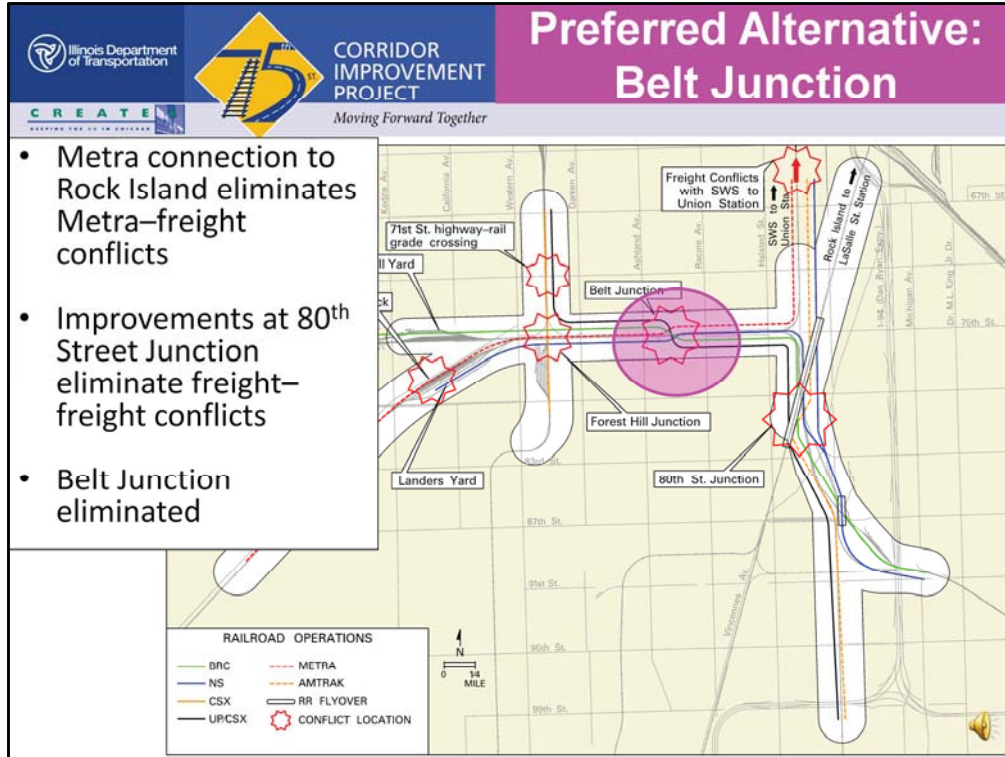 Illinois Department
of Transportation
CREATE
75th
ST.
CORRIDOR
IMPROVEMENT
PROJECT
Moving Forward Together
Preferred Alternative:
Belt Junction
• Metra connection to
Rock Island eliminates
Metra–freight
conflicts
• Improvements at 80th
Street Junction
eliminate freight–
freight conflicts
• Belt Junction
eliminated
Kedzie Av.
California Av.
Western Av.
Damen Av.
Ashland Av.
Racine Av.
Halsted St.
71st St. highway–rail
grade crossing
ll Yard
ck
Belt Junction
Freight Conflicts
with SWS to
Union Station
SWS to
Union Sta.
Rock Island to
LaSalle St. Station
I-94 (Dan Ryan Expy.)
Michigan Av.
Dr. M.L. King Jr. Dr.
67th St.
75th St.
Forest Hill Junction
Landers Yard
80th St. Junction
83rd St.
87th St.
91st St.
95th St.
99th St.
Vincennes Av.
RAILROAD OPERATIONS
BRC
NS
CSX
UP/CSX
METRA
AMTRAK
RR FLYOVER
CONFLICT LOCATION
N
0 1/4
MILE